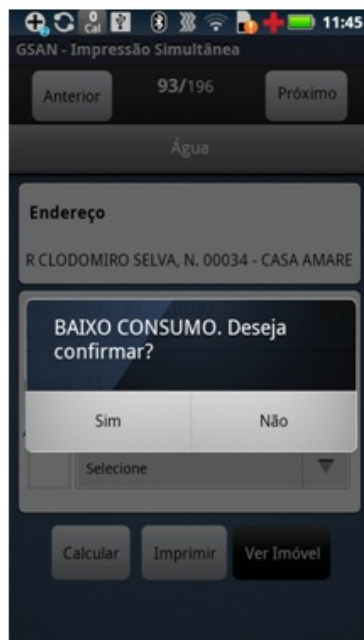 11:45
GSAN - Impressão Simultânea
Anterior
93/196
Próximo
Água
Endereço
R CLODOMIRO SELVA, N. 00034 - CASA AMARE
BAIXO CONSUMO. Deseja
confirmar?
Sim
Não
Selecione
Calcular
Imprimir
Ver Imóvel